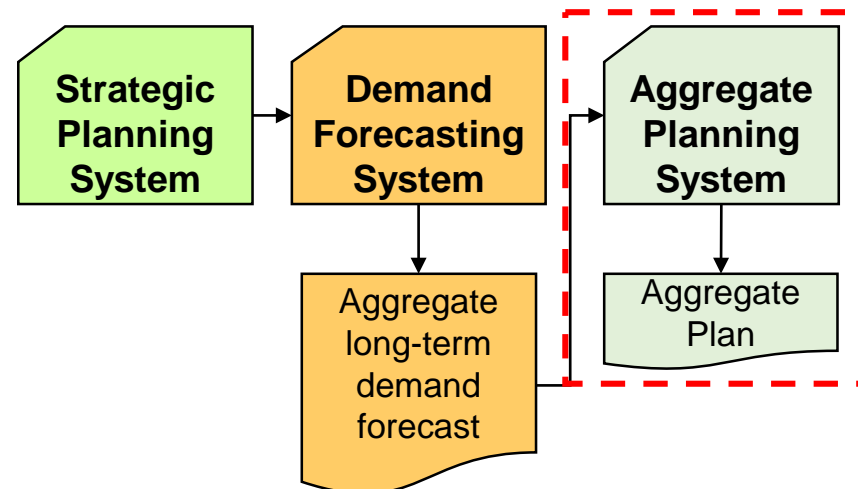 Strategic
Planning
System
Demand
Forecasting
System
Aggregate
Planning
System
Aggregate
long-term
demand
forecast
Aggregate
Plan